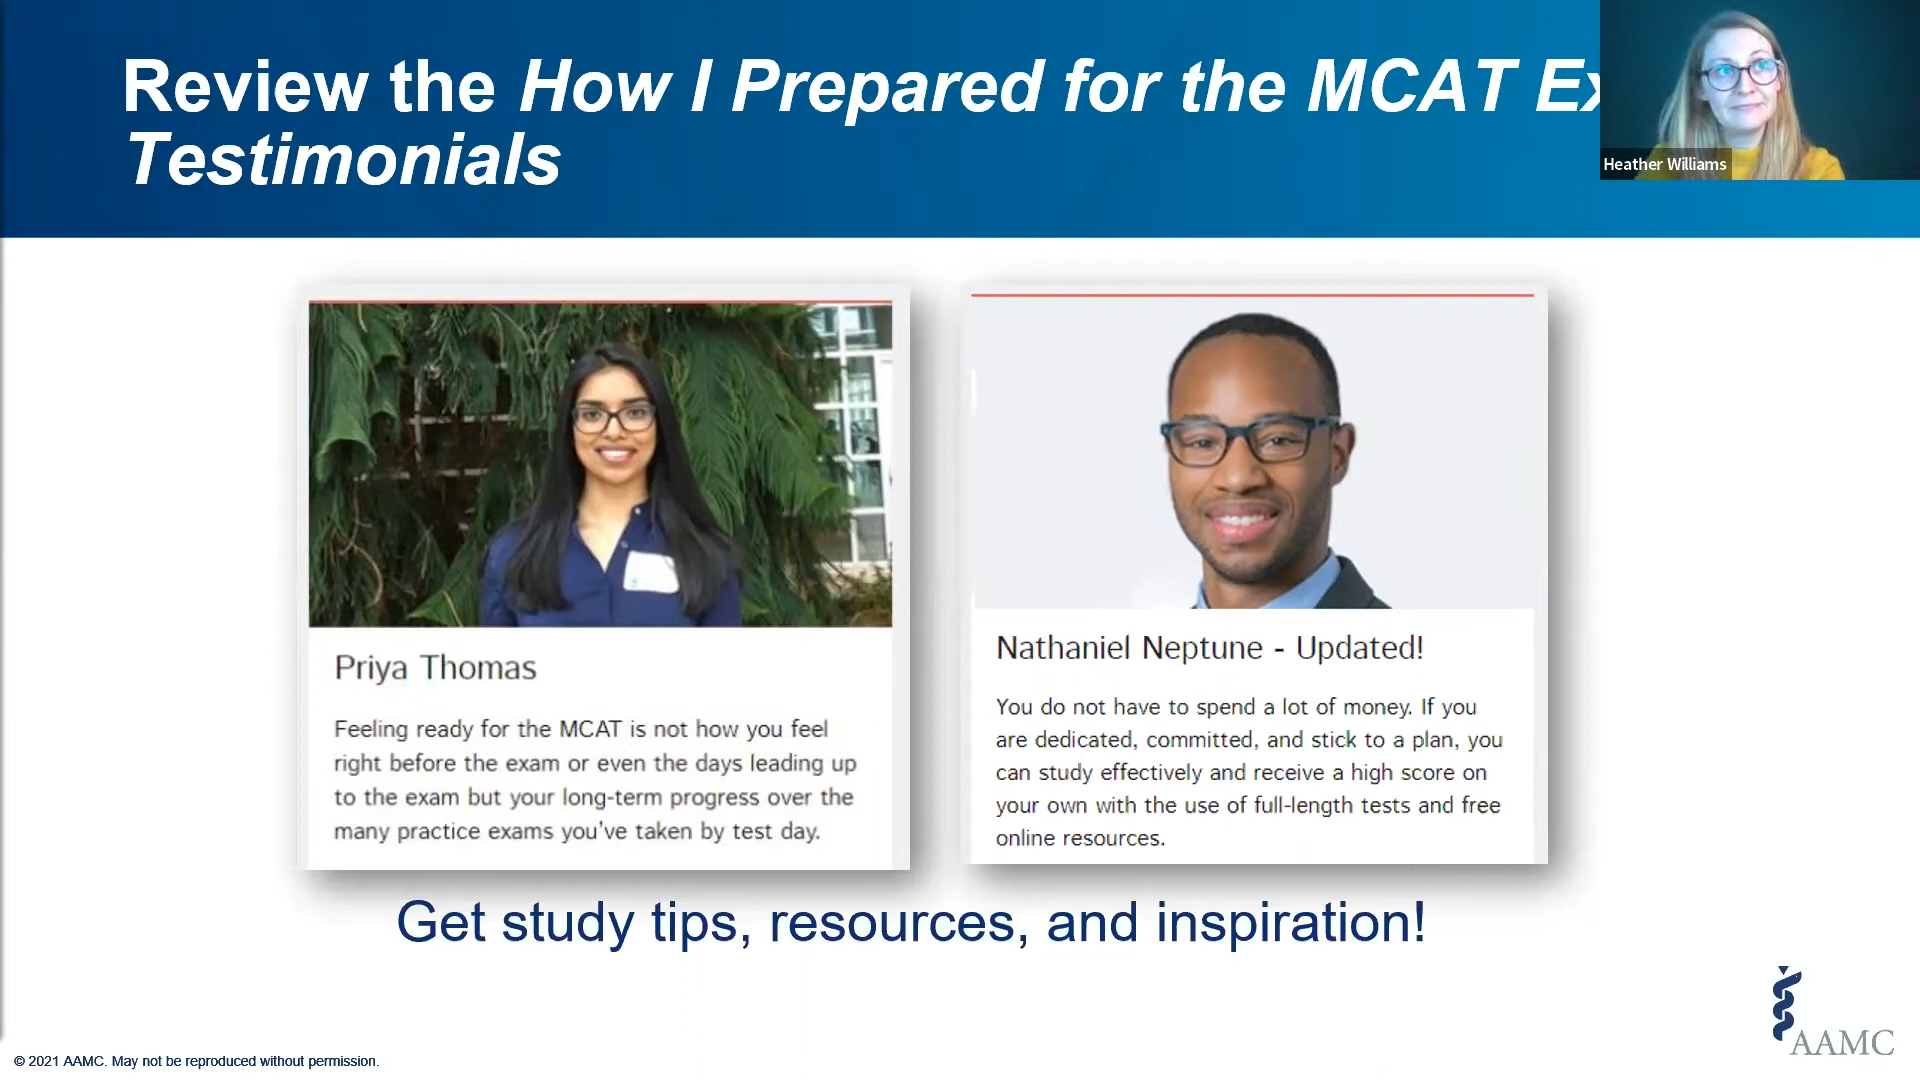 Review the How I Prepared for the MCAT Ex
Testimonials
Heather Williams
Priya Thomas
Feeling ready for the MCAT is not how you feel
right before the exam or even the days leading up
to the exam but your long-term progress over the
many practice exams you've taken by test day.
Nathaniel Neptune - Updated!
You do not have to spend a lot of money. If you
are dedicated, committed, and stick to a plan, you
can study effectively and receive a high score on
your own with the use of full-length tests and free
online resources.
Get study tips, resources, and inspiration!
AAMC
© 2021 AAMC. May not be reproduced without permission.